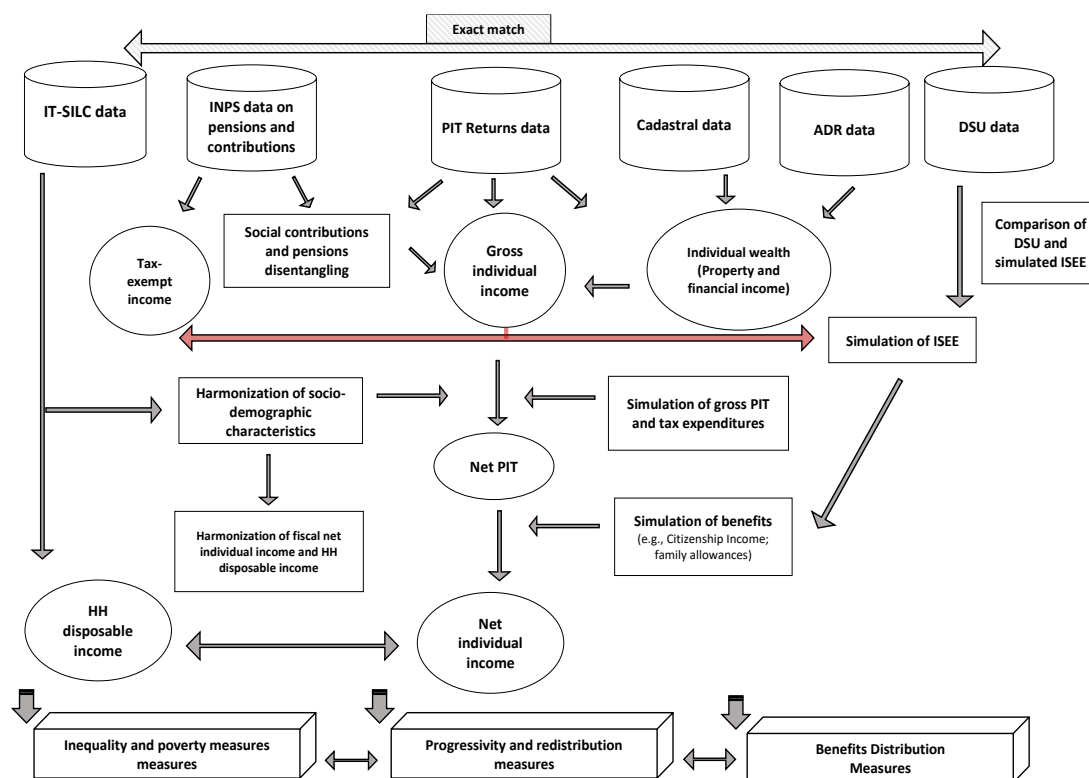 Exact match
IT-SILC data
INPS data on
pensions and
contributions
PIT Returns data
Cadastral data
ADR data
DSU data
Tax-
exempt
income
Social contributions
and pensions
disentangling
Gross
individual
income
Individual wealth
(Property and
financial income)
Comparison of
DSU and
simulated ISEE
Simulation of ISEE
Harmonization of socio-
demographic
characteristics
Simulation of gross PIT
and tax expenditures
Net PIT
Harmonization of fiscal net
individual income and HH
disposable income
Simulation of benefits
(e.g., Citizenship Income;
family allowances)
HH
disposable
income
Net
individual
income
Inequality and poverty measures
measures
Progressivity and redistribution
measures
Benefits Distribution
Measures